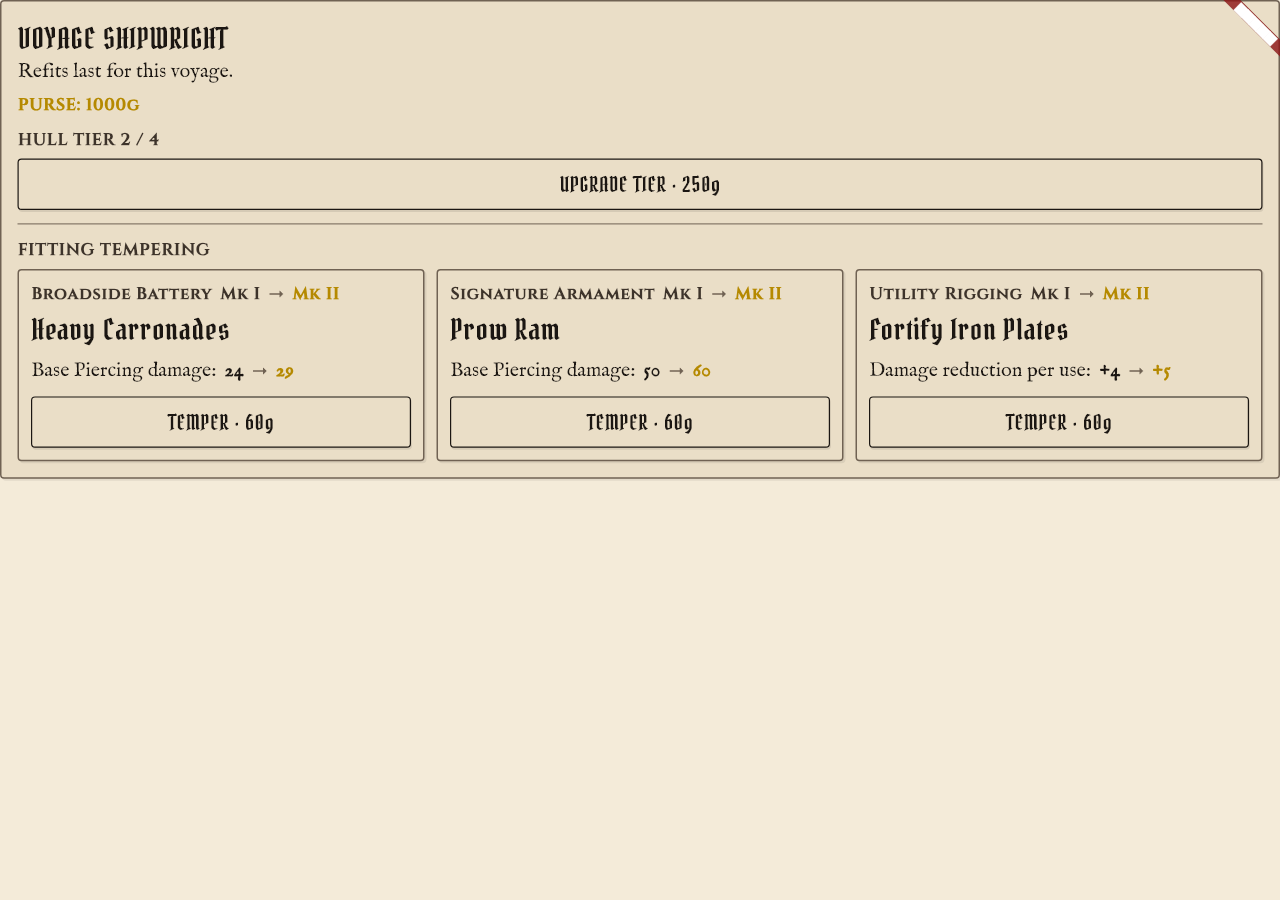 VOYAGE SHIPWRIGHT
Refits last for this voyage.
PURSE: 1000G
HULL TIER 2 / 4
UPGRADE TIER · 250g
FITTING TEMPERING
Broadside Battery Mk I → Mk II
Heavy Carronades
Base Piercing damage: 24 → 29
TEMPER · 60g
Signature Armament Mk I → Mk II
Prow Ram
Base Piercing damage: 50 → 60
TEMPER · 60g
Utility Rigging Mk I → Mk II
Fortify Iron Plates
Damage reduction per use: +4 → +5
TEMPER · 60g